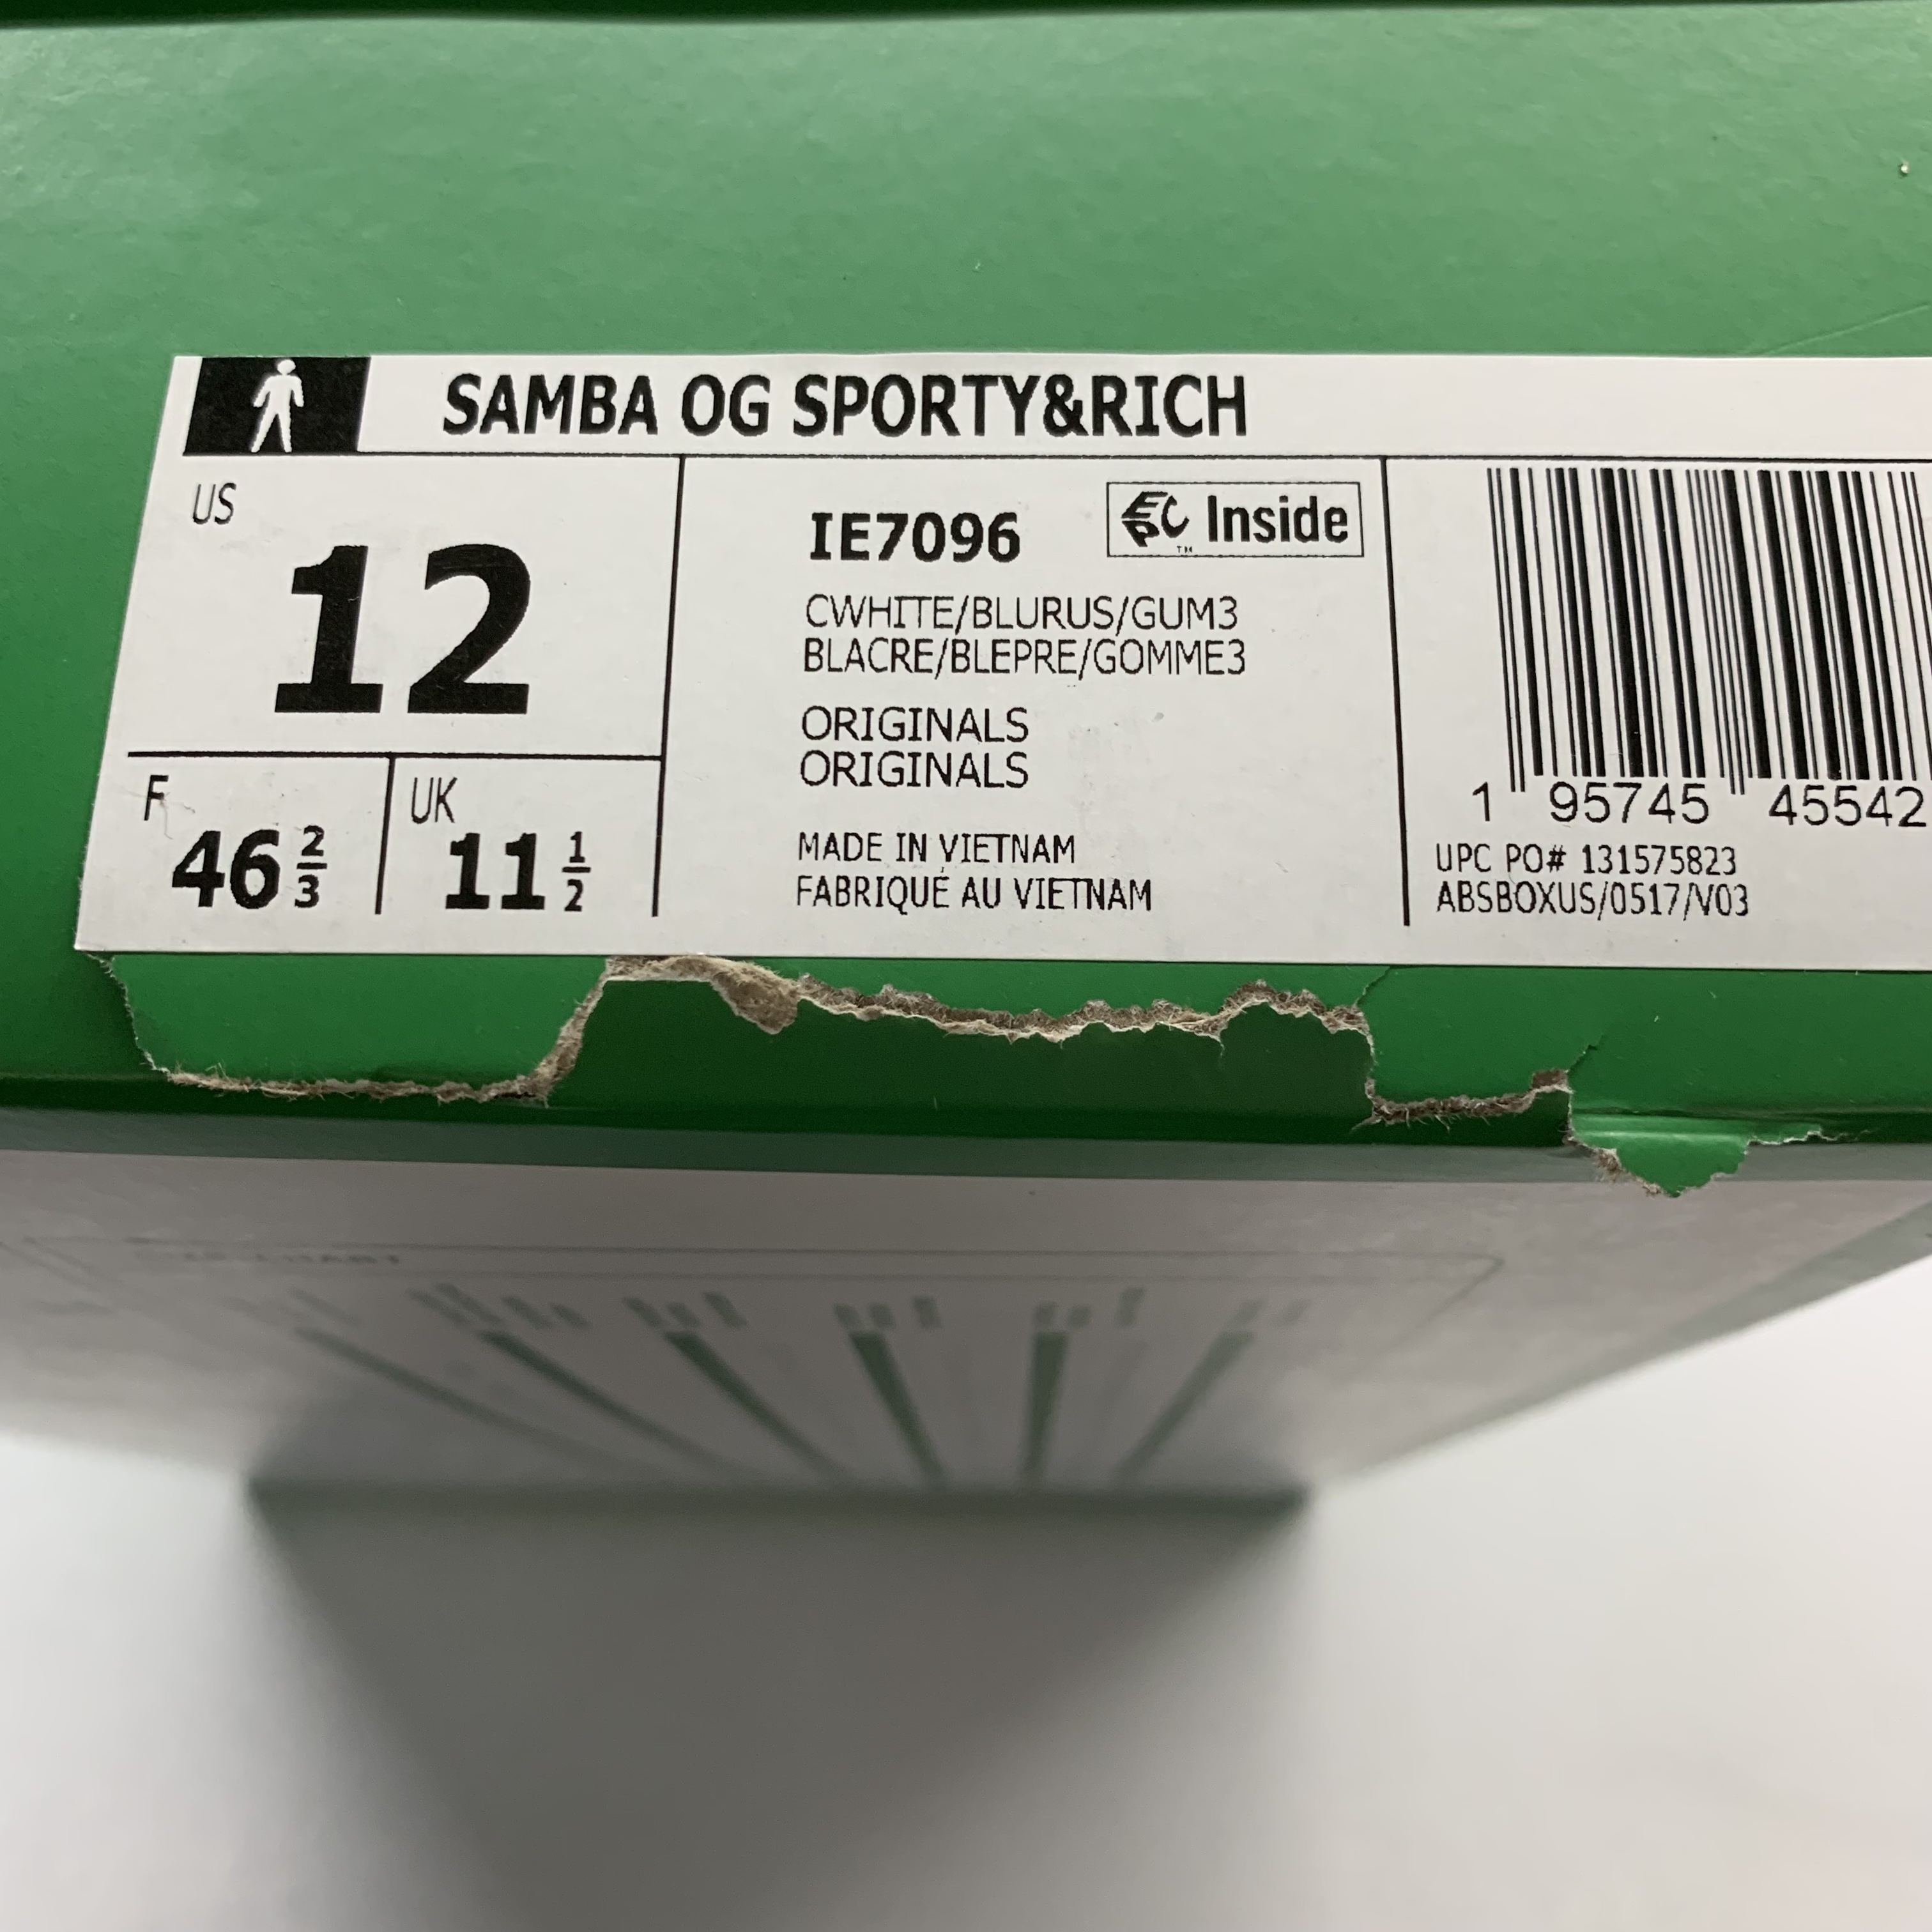 SAMBA OG SPORTY&RICH
US
12
F
46 2/3
UK
11 1/2
IE7096
EPC Inside
TM
CWHITE/BLURUS/GUM3
BLACRE/BLEPRE/GOMME3
ORIGINALS
ORIGINALS
MADE IN VIETNAM
FABRIQUÉ AU VIETNAM
1 95745 45542
UPC PO# 131575823
ABSBOXUS/0517/V03